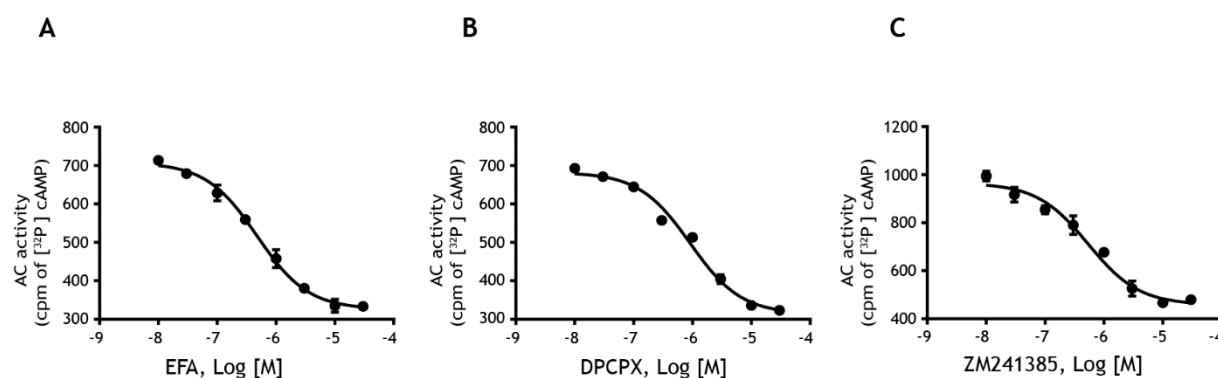 A
B
C
AC activity
(cpm of [³²P] cAMP)
800
700
600
500
400
300
-9
-8
-7
-6
-5
-4
EFA, Log [M]
AC activity
(cpm of [³²P] cAMP)
800
700
600
500
400
300
-9
-8
-7
-6
-5
-4
DPCPX, Log [M]
AC activity
(cpm of [³²P] cAMP)
1200
1000
800
600
400
-9
-8
-7
-6
-5
-4
ZM241385, Log [M]